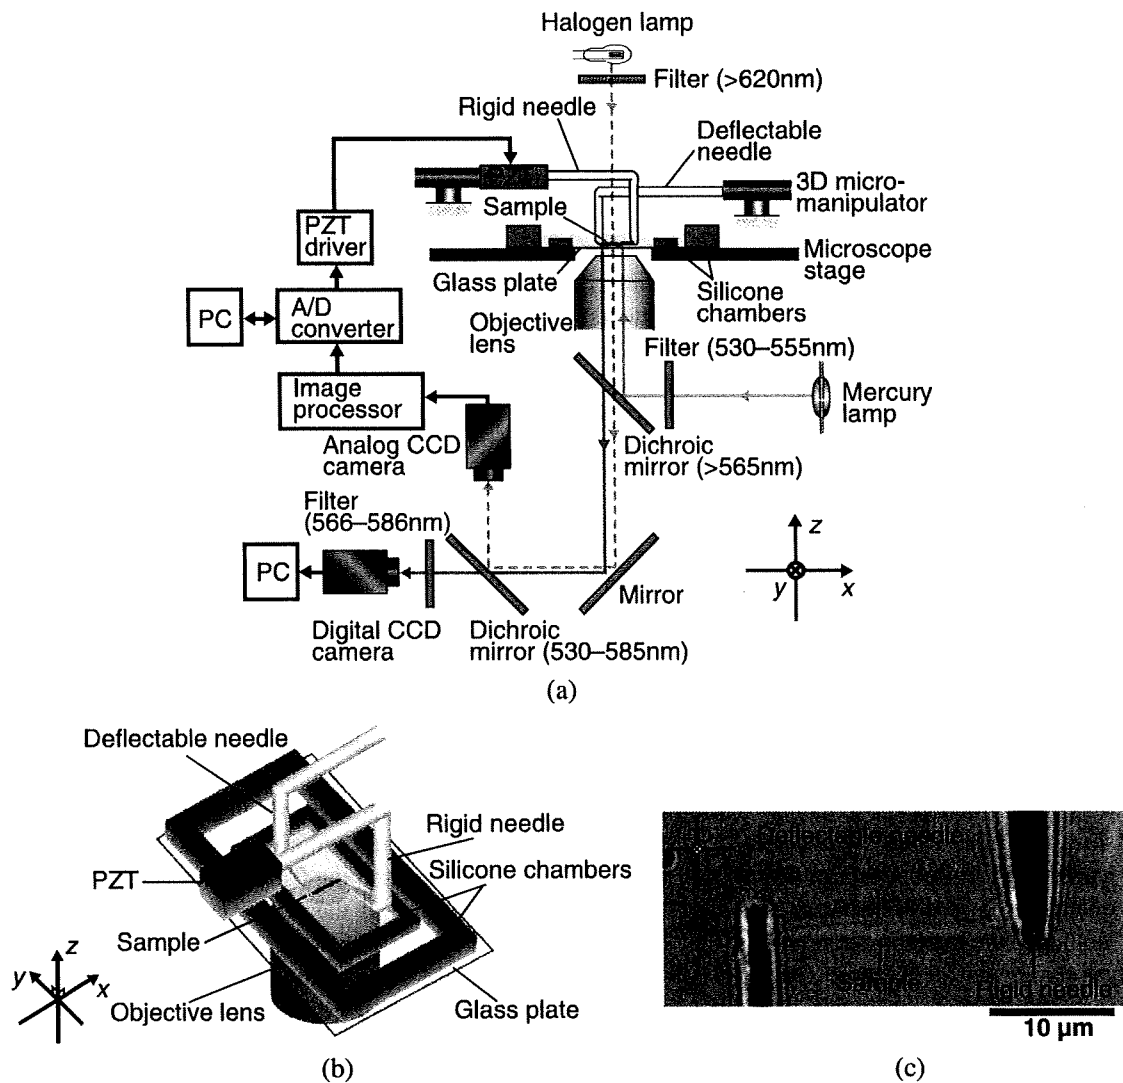 Halogen lamp
Filter (>620nm)
Rigid needle
Deflectable
needle
3D micro-
manipulator
Sample
PZT
driver
Microscope
stage
Glass plate
Silicone
chambers
PC
A/D
converter
Objective
lens
Filter (530–555nm)
Image
processor
Mercury
lamp
Analog CCD
camera
Dichroic
mirror (>565nm)
Filter
(566–586nm)
z
PC
y
x
Mirror
Digital CCD
camera
Dichroic
mirror (530–585nm)
(a)
Deflectable needle
Rigid needle
Silicone chambers
PZT
Sample
z
y
x
Objective lens
Glass plate
(b)
Deflectable needle
Sample
Rigid needle
10 µm
(c)